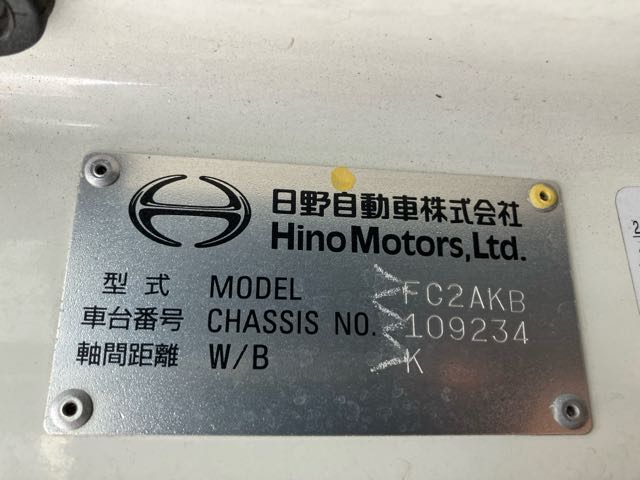 日野自動車株式会社
Hino Motors, Ltd.
型式 MODEL FC2AKB
車台番号 CHASSIS NO. 109234
軸間距離 W/B K
2